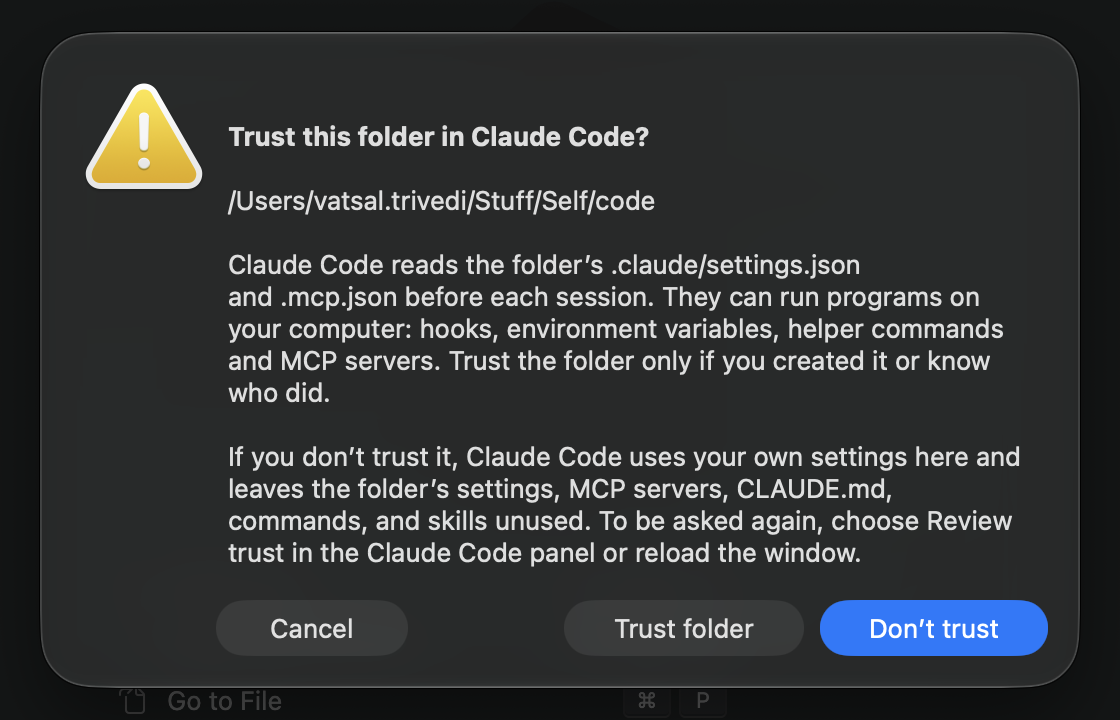 Trust this folder in Claude Code?
/Users/vatsal.trivedi/Stuff/Self/code
Claude Code reads the folder’s .claude/settings.json
and .mcp.json before each session. They can run programs on
your computer: hooks, environment variables, helper commands
and MCP servers. Trust the folder only if you created it or know
who did.
If you don’t trust it, Claude Code uses your own settings here and
leaves the folder’s settings, MCP servers, CLAUDE.md,
commands, and skills unused. To be asked again, choose Review
trust in the Claude Code panel or reload the window.
Cancel Trust folder Don’t trust
Go to File ⌘ P